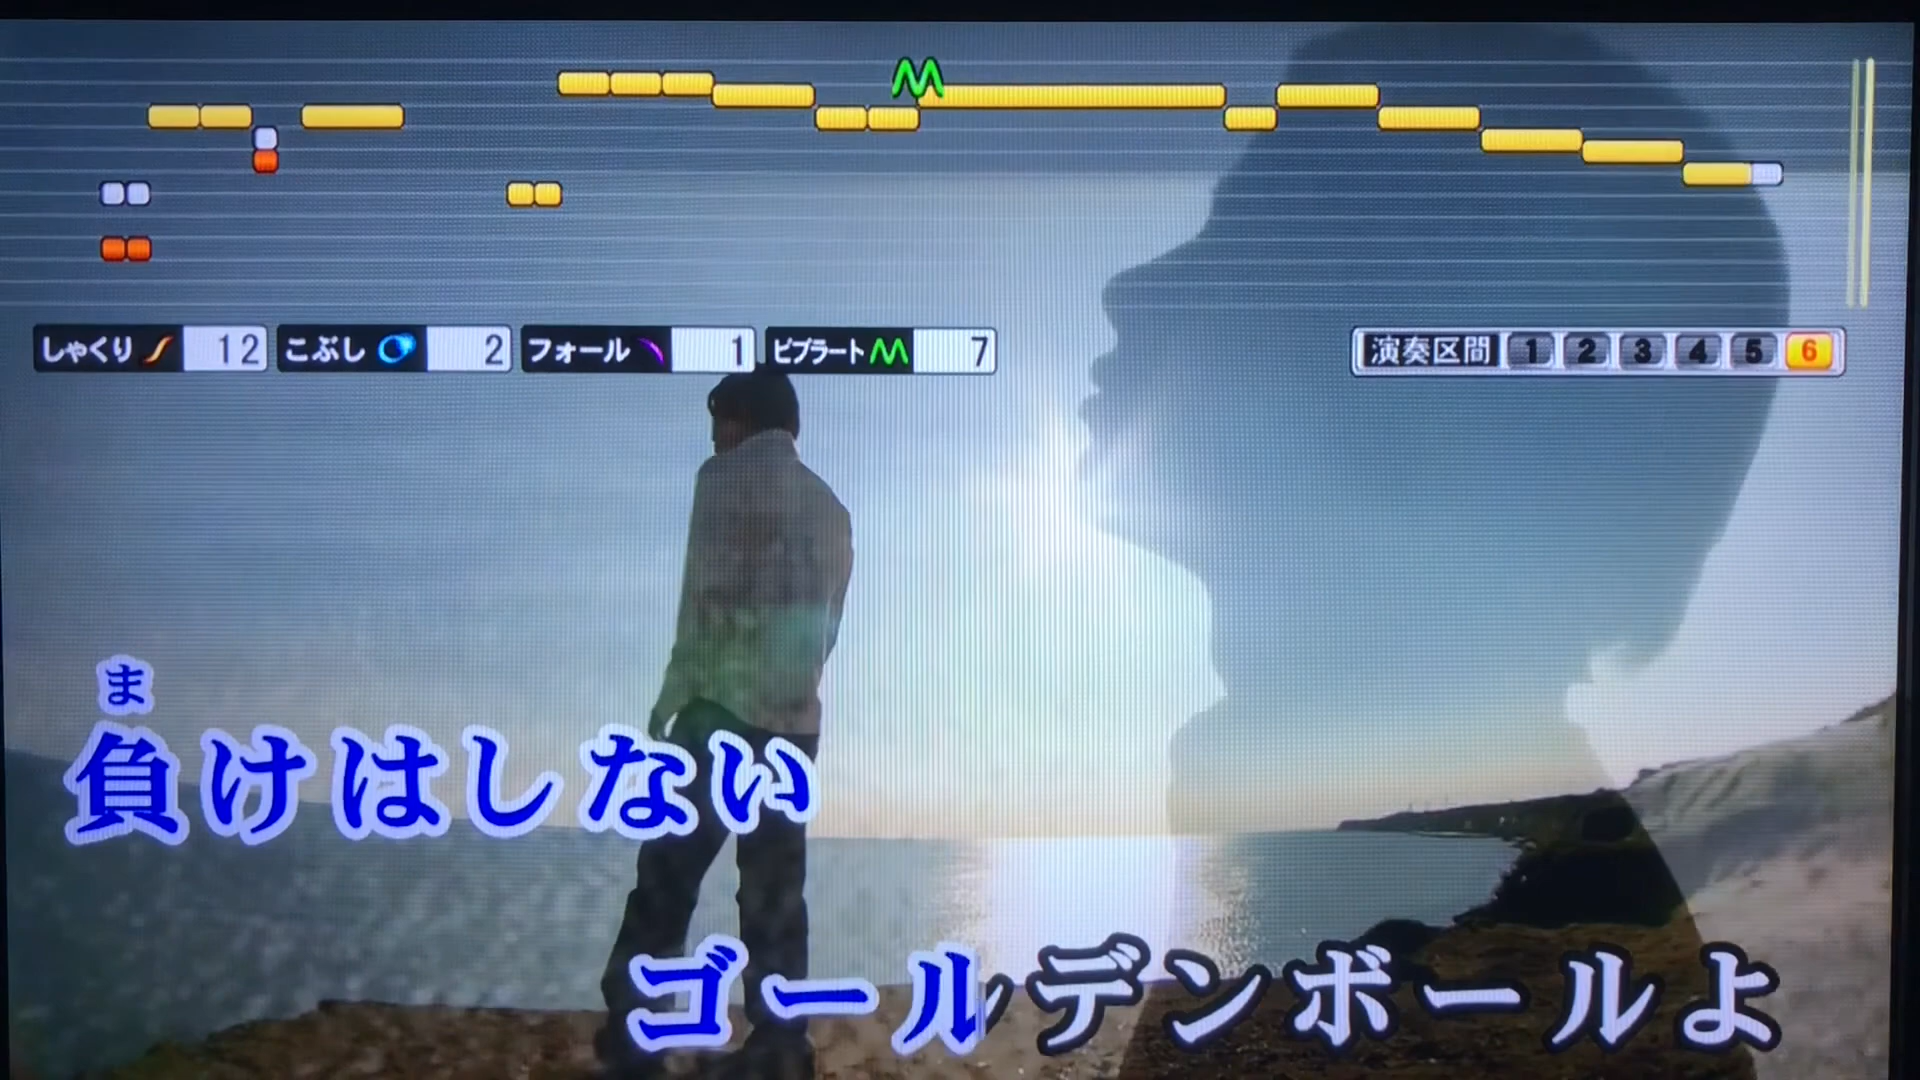 しゃくり 12 こぶし 2 フォール 1 ビブラート 7 演奏区間 1 2 3 4 5 6
ま
負けはしない
ゴールデンボールよ